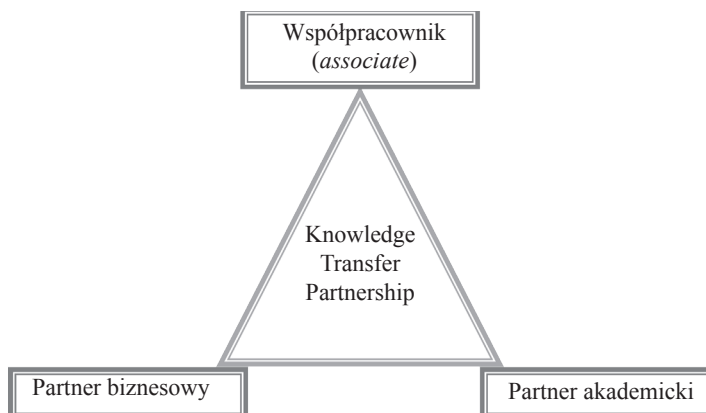 Współpracownik
(associate)
Knowledge
Transfer
Partnership
Partner biznesowy
Partner akademicki